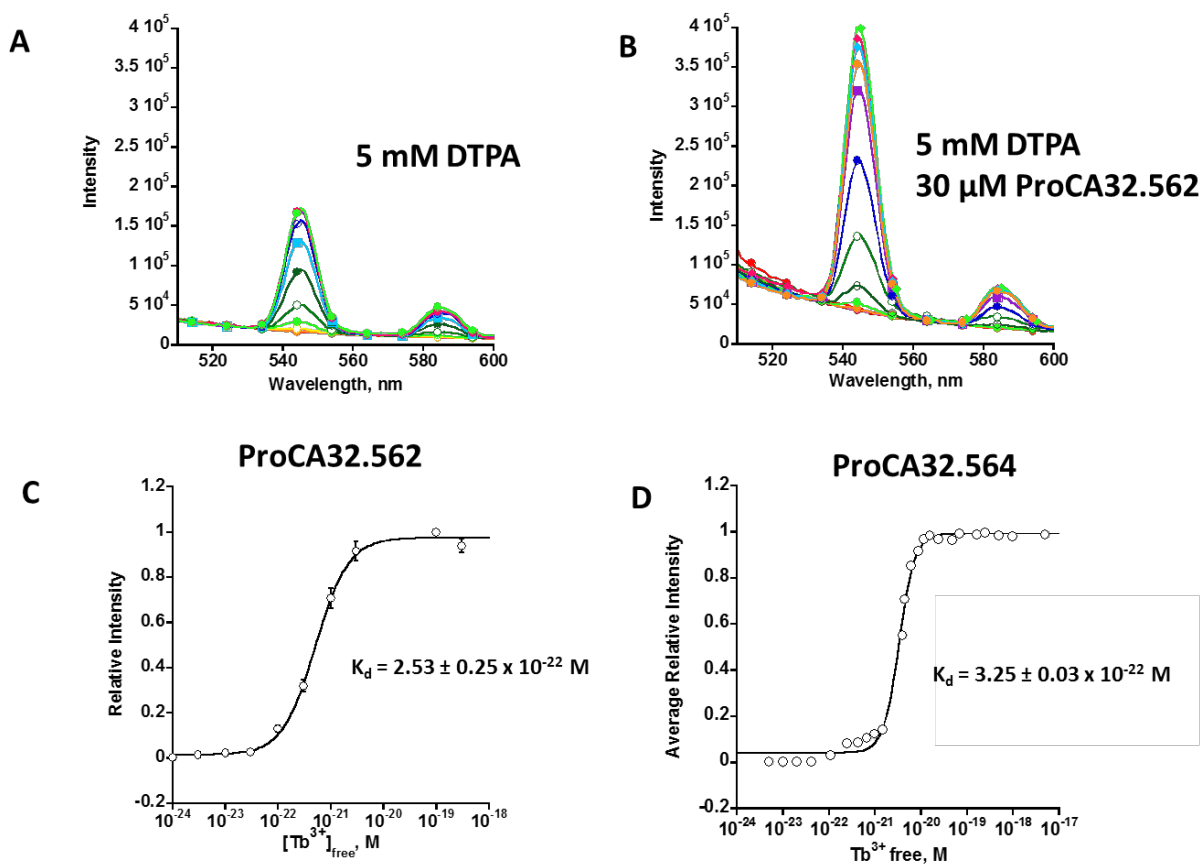 A
4 10⁵
3.5 10⁵
3 10⁵
2.5 10⁵
2 10⁵
1.5 10⁵
1 10⁵
5 10⁴
0
Intensity
5 mM DTPA
520 540 560 580 600
Wavelength, nm
B
4 10⁵
3.5 10⁵
3 10⁵
2.5 10⁵
2 10⁵
1.5 10⁵
1 10⁵
5 10⁴
0
Intensity
5 mM DTPA
30 µM ProCA32.562
520 540 560 580 600
Wavelength, nm
ProCA32.562
C
1.2
1
0.8
0.6
0.4
0.2
0
-0.2
Relative Intensity
K_d = 2.53 ± 0.25 x 10⁻²² M
10⁻²⁴ 10⁻²³ 10⁻²² 10⁻²¹ 10⁻²⁰ 10⁻¹⁹ 10⁻¹⁸
[Tb³⁺]_free, M
ProCA32.564
D
1.2
1
0.8
0.6
0.4
0.2
0
-0.2
Average Relative Intensity
K_d = 3.25 ± 0.03 x 10⁻²² M
10⁻²⁴ 10⁻²³ 10⁻²² 10⁻²¹ 10⁻²⁰ 10⁻¹⁹ 10⁻¹⁸ 10⁻¹⁷
Tb³⁺ free, M